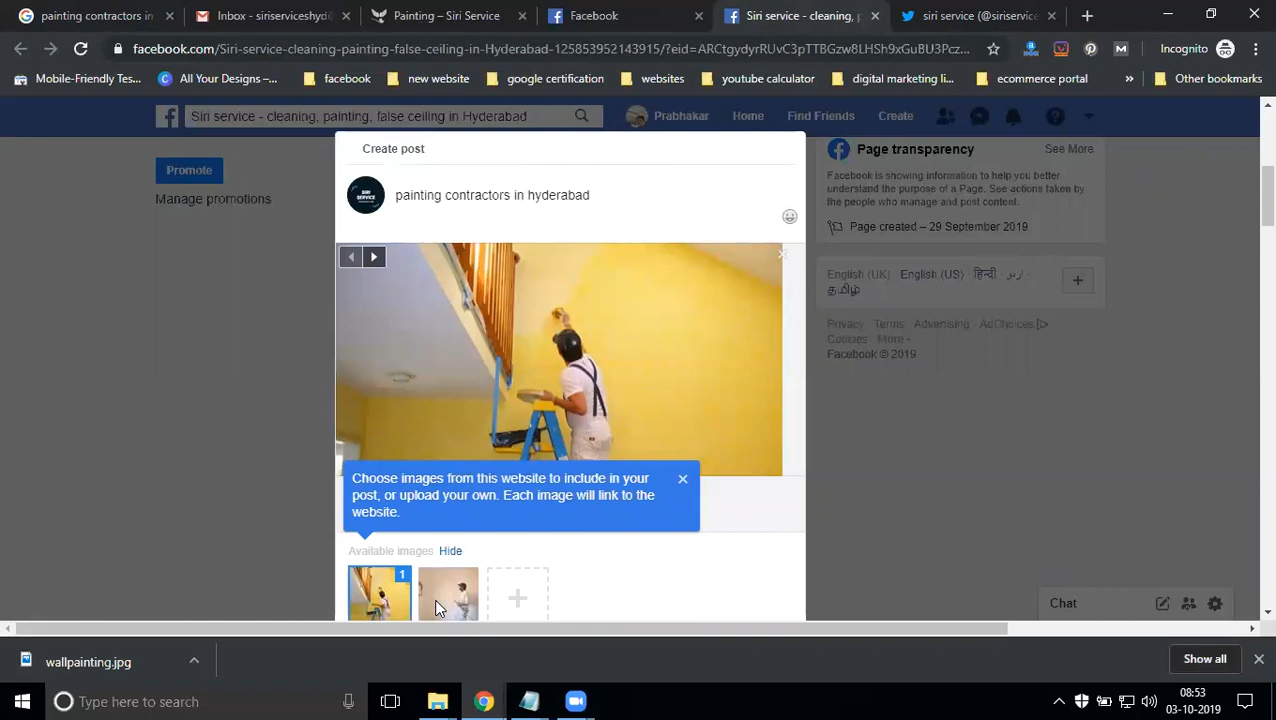 painting contractors in
Inbox - siriserviceshyd@
Painting – Siri Service
Facebook
Siri service - cleaning, p
siri service (@siriservice
facebook.com/Siri-service-cleaning-painting-false-ceiling-in-Hyderabad-125853952143915/?eid=ARCtgydyrRUvC3pTTBGzw8LHSh9xGuBU3Pcz...
Incognito
Mobile-Friendly Tes...
All Your Designs –...
facebook
new website
google certification
websites
youtube calculator
digital marketing li...
ecommerce portal
»
Other bookmarks
Siri service - cleaning, painting, false ceiling in Hyderabad
Prabhakar
Home
Find Friends
Create
Promote
Manage properties
Create post
SIRI
SERVICE
painting contractors in hyderabad
Choose images from this website to include in your
post, or upload your own. Each image will link to the
website.
Available images Hide
1
Page transparency
See More
Facebook is showing information to help you better
understand the purpose of a Page. See actions taken by
the people who manage and post content.
Page created – 29 September 2019
English (UK) · English (US) · हिन्दी · اردو ·
தமிழ்
Privacy · Terms · Advertising · AdChoices
Cookies · More
Facebook © 2019
Chat
wallpainting.jpg
Show all
Type here to search
08:53
03-10-2019